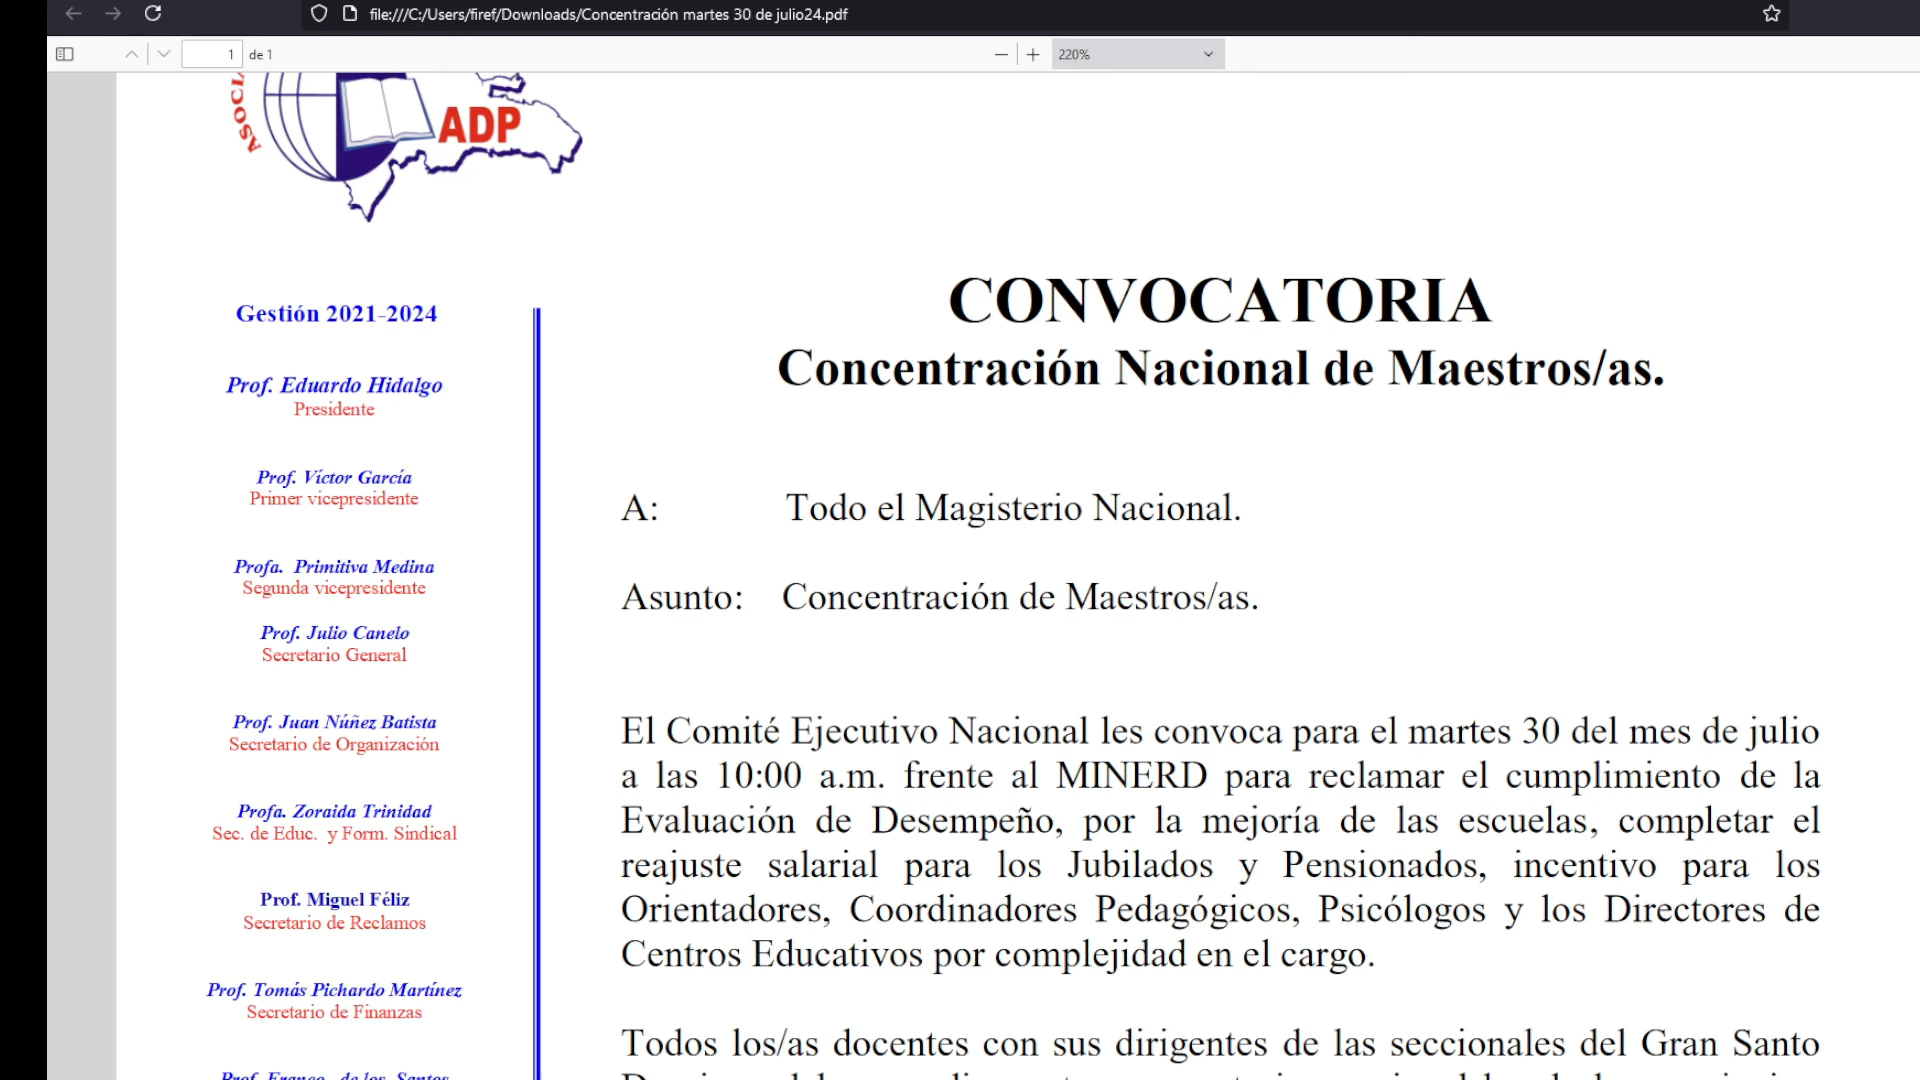 file:///C:/Users/firef/Downloads/Concentración martes 30 de julio24.pdf
1 de 1
220%
ASOCI
ADP
Gestión 2021-2024
Prof. Eduardo Hidalgo
Presidente
Prof. Víctor García
Primer vicepresidente
Profa. Primitiva Medina
Segunda vicepresidente
Prof. Julio Canelo
Secretario General
Prof. Juan Núñez Batista
Secretario de Organización
Profa. Zoraida Trinidad
Sec. de Educ. y Form. Sindical
Prof. Miguel Féliz
Secretario de Reclamos
Prof. Tomás Pichardo Martínez
Secretario de Finanzas
Prof. Franco de los Santos
CONVOCATORIA
Concentración Nacional de Maestros/as.
A: Todo el Magisterio Nacional.
Asunto: Concentración de Maestros/as.
El Comité Ejecutivo Nacional les convoca para el martes 30 del mes de julio
a las 10:00 a.m. frente al MINERD para reclamar el cumplimiento de la
Evaluación de Desempeño, por la mejoría de las escuelas, completar el
reajuste salarial para los Jubilados y Pensionados, incentivo para los
Orientadores, Coordinadores Pedagógicos, Psicólogos y los Directores de
Centros Educativos por complejidad en el cargo.
Todos los/as docentes con sus dirigentes de las seccionales del Gran Santo